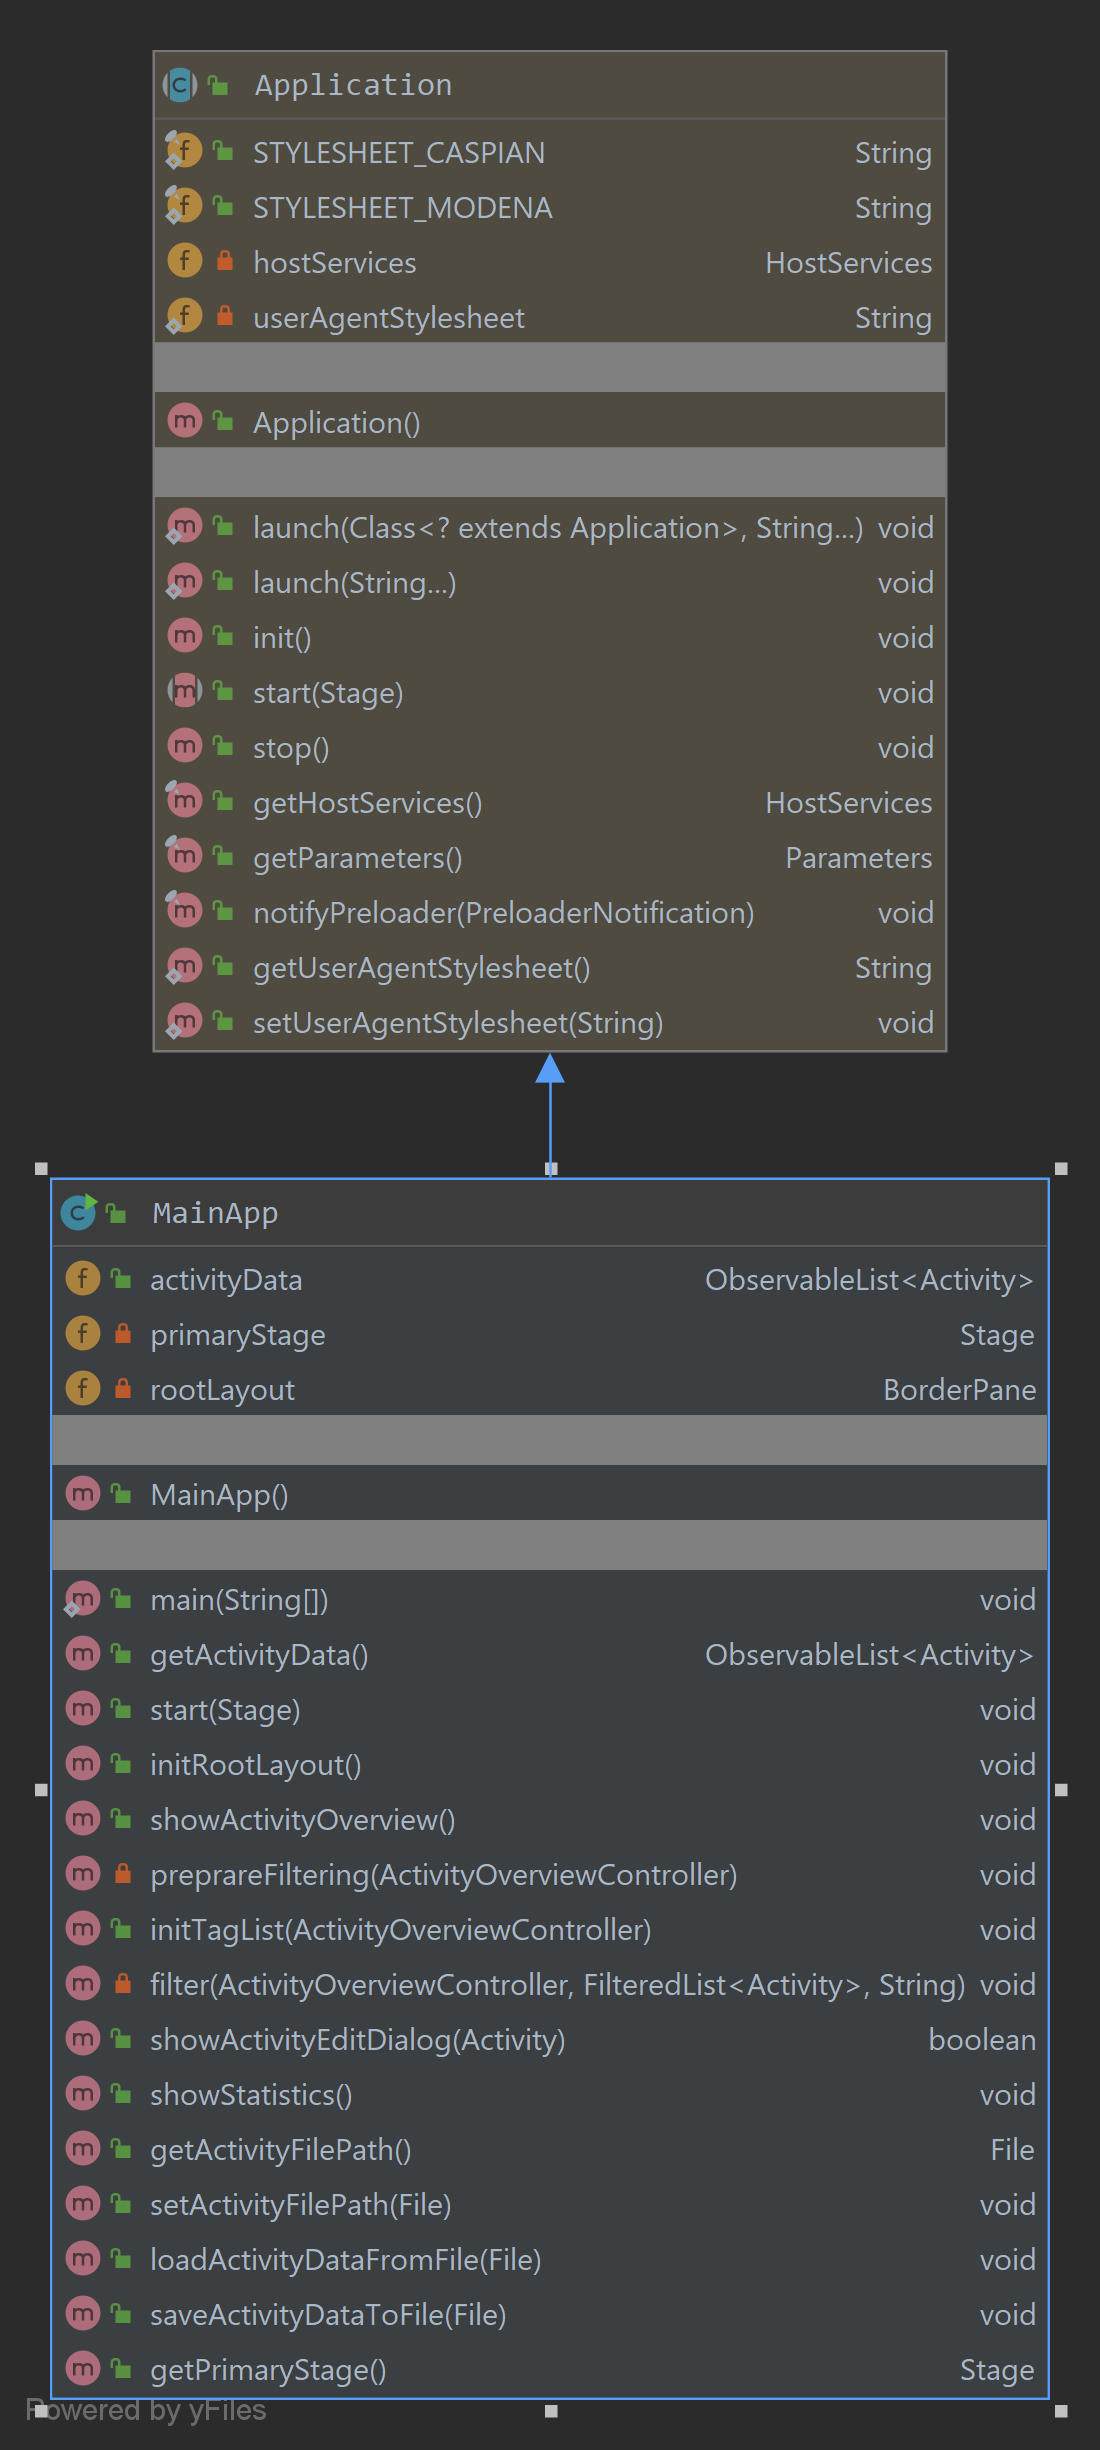 Application
STYLESHEET_CASPIAN String
STYLESHEET_MODENA String
hostServices HostServices
userAgentStylesheet String
Application()
launch(Class<? extends Application>, String...) void
launch(String...) void
init() void
start(Stage) void
stop() void
getHostServices() HostServices
getParameters() Parameters
notifyPreloader(PreloaderNotification) void
getUserAgentStylesheet() String
setUserAgentStylesheet(String) void
MainApp
activityData ObservableList<Activity>
primaryStage Stage
rootLayout BorderPane
MainApp()
main(String[]) void
getActivityData() ObservableList<Activity>
start(Stage) void
initRootLayout() void
showActivityOverview() void
preprareFiltering(ActivityOverviewController) void
initTagList(ActivityOverviewController) void
filter(ActivityOverviewController, FilteredList<Activity>, String) void
showActivityEditDialog(Activity) boolean
showStatistics() void
getActivityFilePath() File
setActivityFilePath(File) void
loadActivityDataFromFile(File) void
saveActivityDataToFile(File) void
getPrimaryStage() Stage
Powered by yFiles